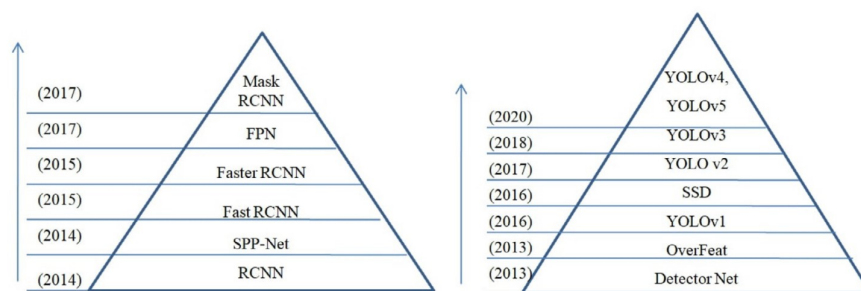 Mask
(2017) RCNN
(2017) FPN
(2015) Faster RCNN
(2015) Fast RCNN
(2014) SPP-Net
(2014) RCNN
YOLOv4,
YOLOv5
(2020)
(2018) YOLOv3
(2017) YOLO v2
(2016) SSD
(2016) YOLOv1
(2013) OverFeat
(2013) Detector Net